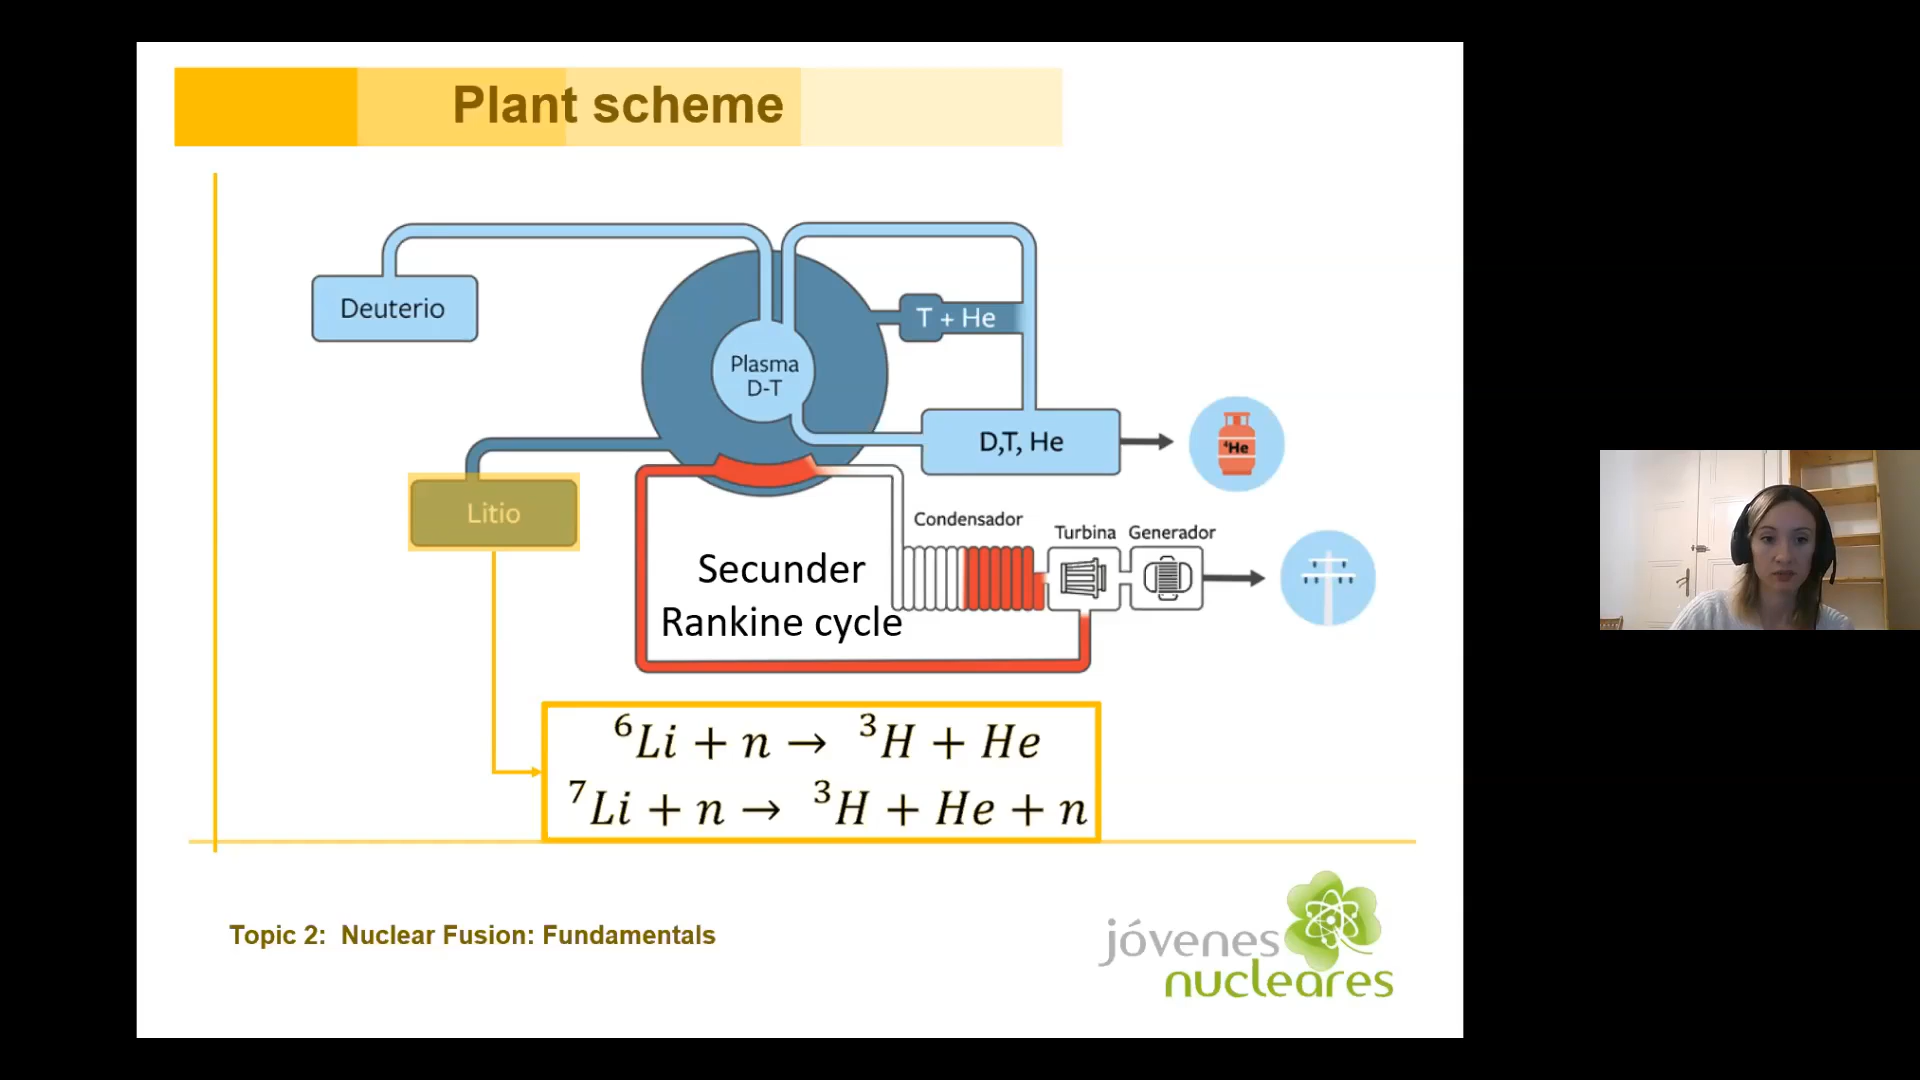 Plant scheme
Deuterio
T + He
Plasma
D-T
D,T, He
⁴He
Litio
Condensador
Turbina
Generador
Secunder
Rankine cycle
⁶Li + n → ³H + He
⁷Li + n → ³H + He + n
Topic 2: Nuclear Fusion: Fundamentals
jóvenes
nucleares